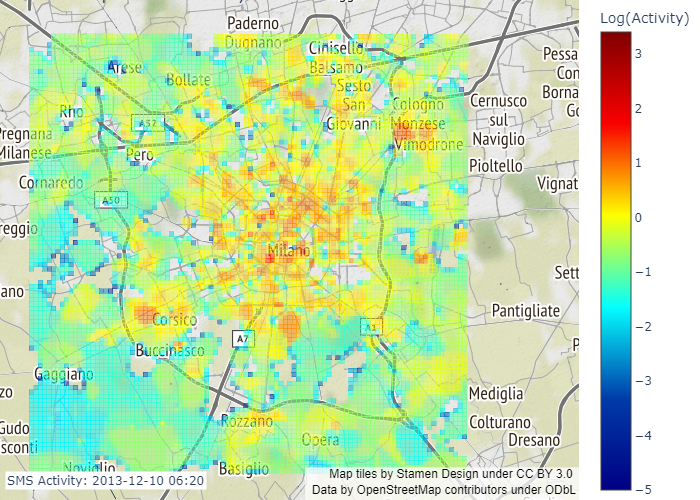 Log(Activity)
3
2
1
0
−1
−2
−3
−4
−5
Paderno
Dugnano
Cinisello
Balsamo
Sesto
San
Giovanni
Arese
Bollate
Rho
A52
Pero
Pregnana
Milanese
Cornaredo
A50
reggio
Cologno
Monzese
Vimodrone
Cernusco
sul
Naviglio
Pioltello
Pessa
Con
Borna
Go
Vignat
Milano
Sett
ano
Pantigliate
Corsico
A7
A1
Buccinasco
Gaggiano
P
zo
Gudo
sconti
Mediglia
Colturano
Dresano
Rozzano
Opera
Noviglio
Basiglio
SMS Activity: 2013-12-10 06:20
Map tiles by Stamen Design under CC BY 3.0
Data by OpenStreetMap contributors under ODbL